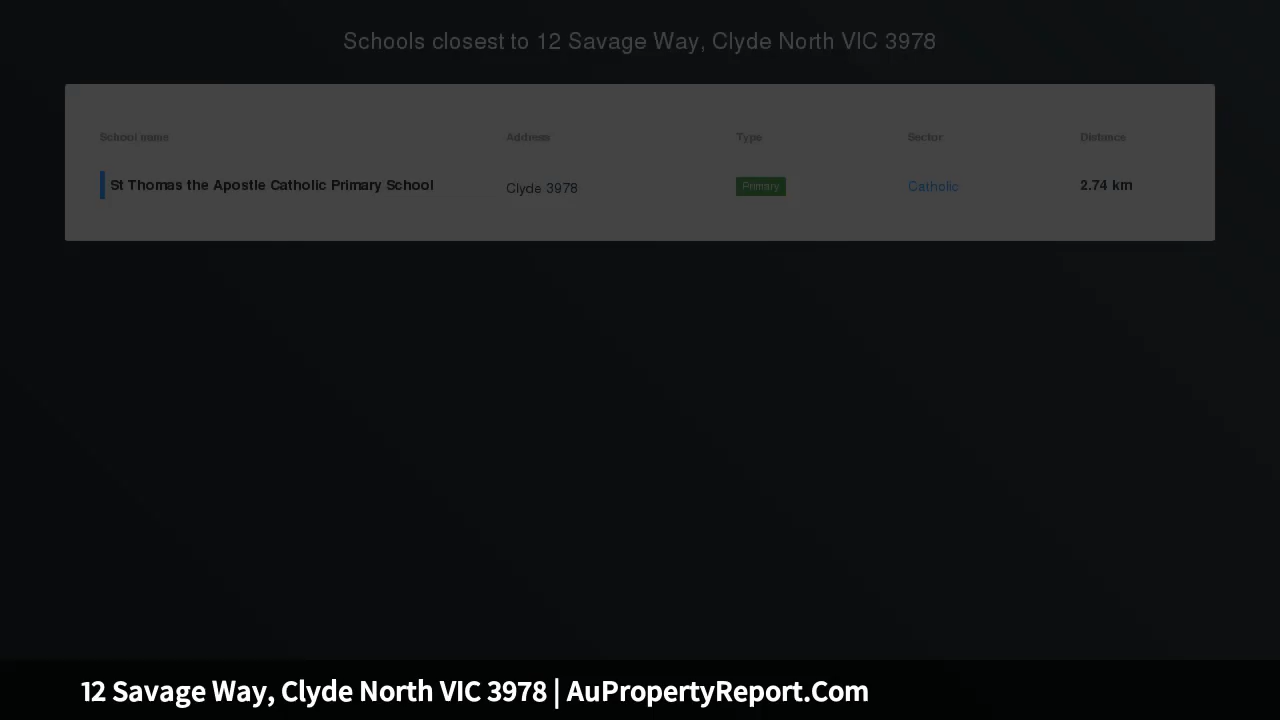 Schools closest to 12 Savage Way, Clyde North VIC 3978
School name Address Type Sector Distance
St Thomas the Apostle Catholic Primary School Clyde 3978 Primary Catholic 2.74 km
12 Savage Way, Clyde North VIC 3978 | AuPropertyReport.Com